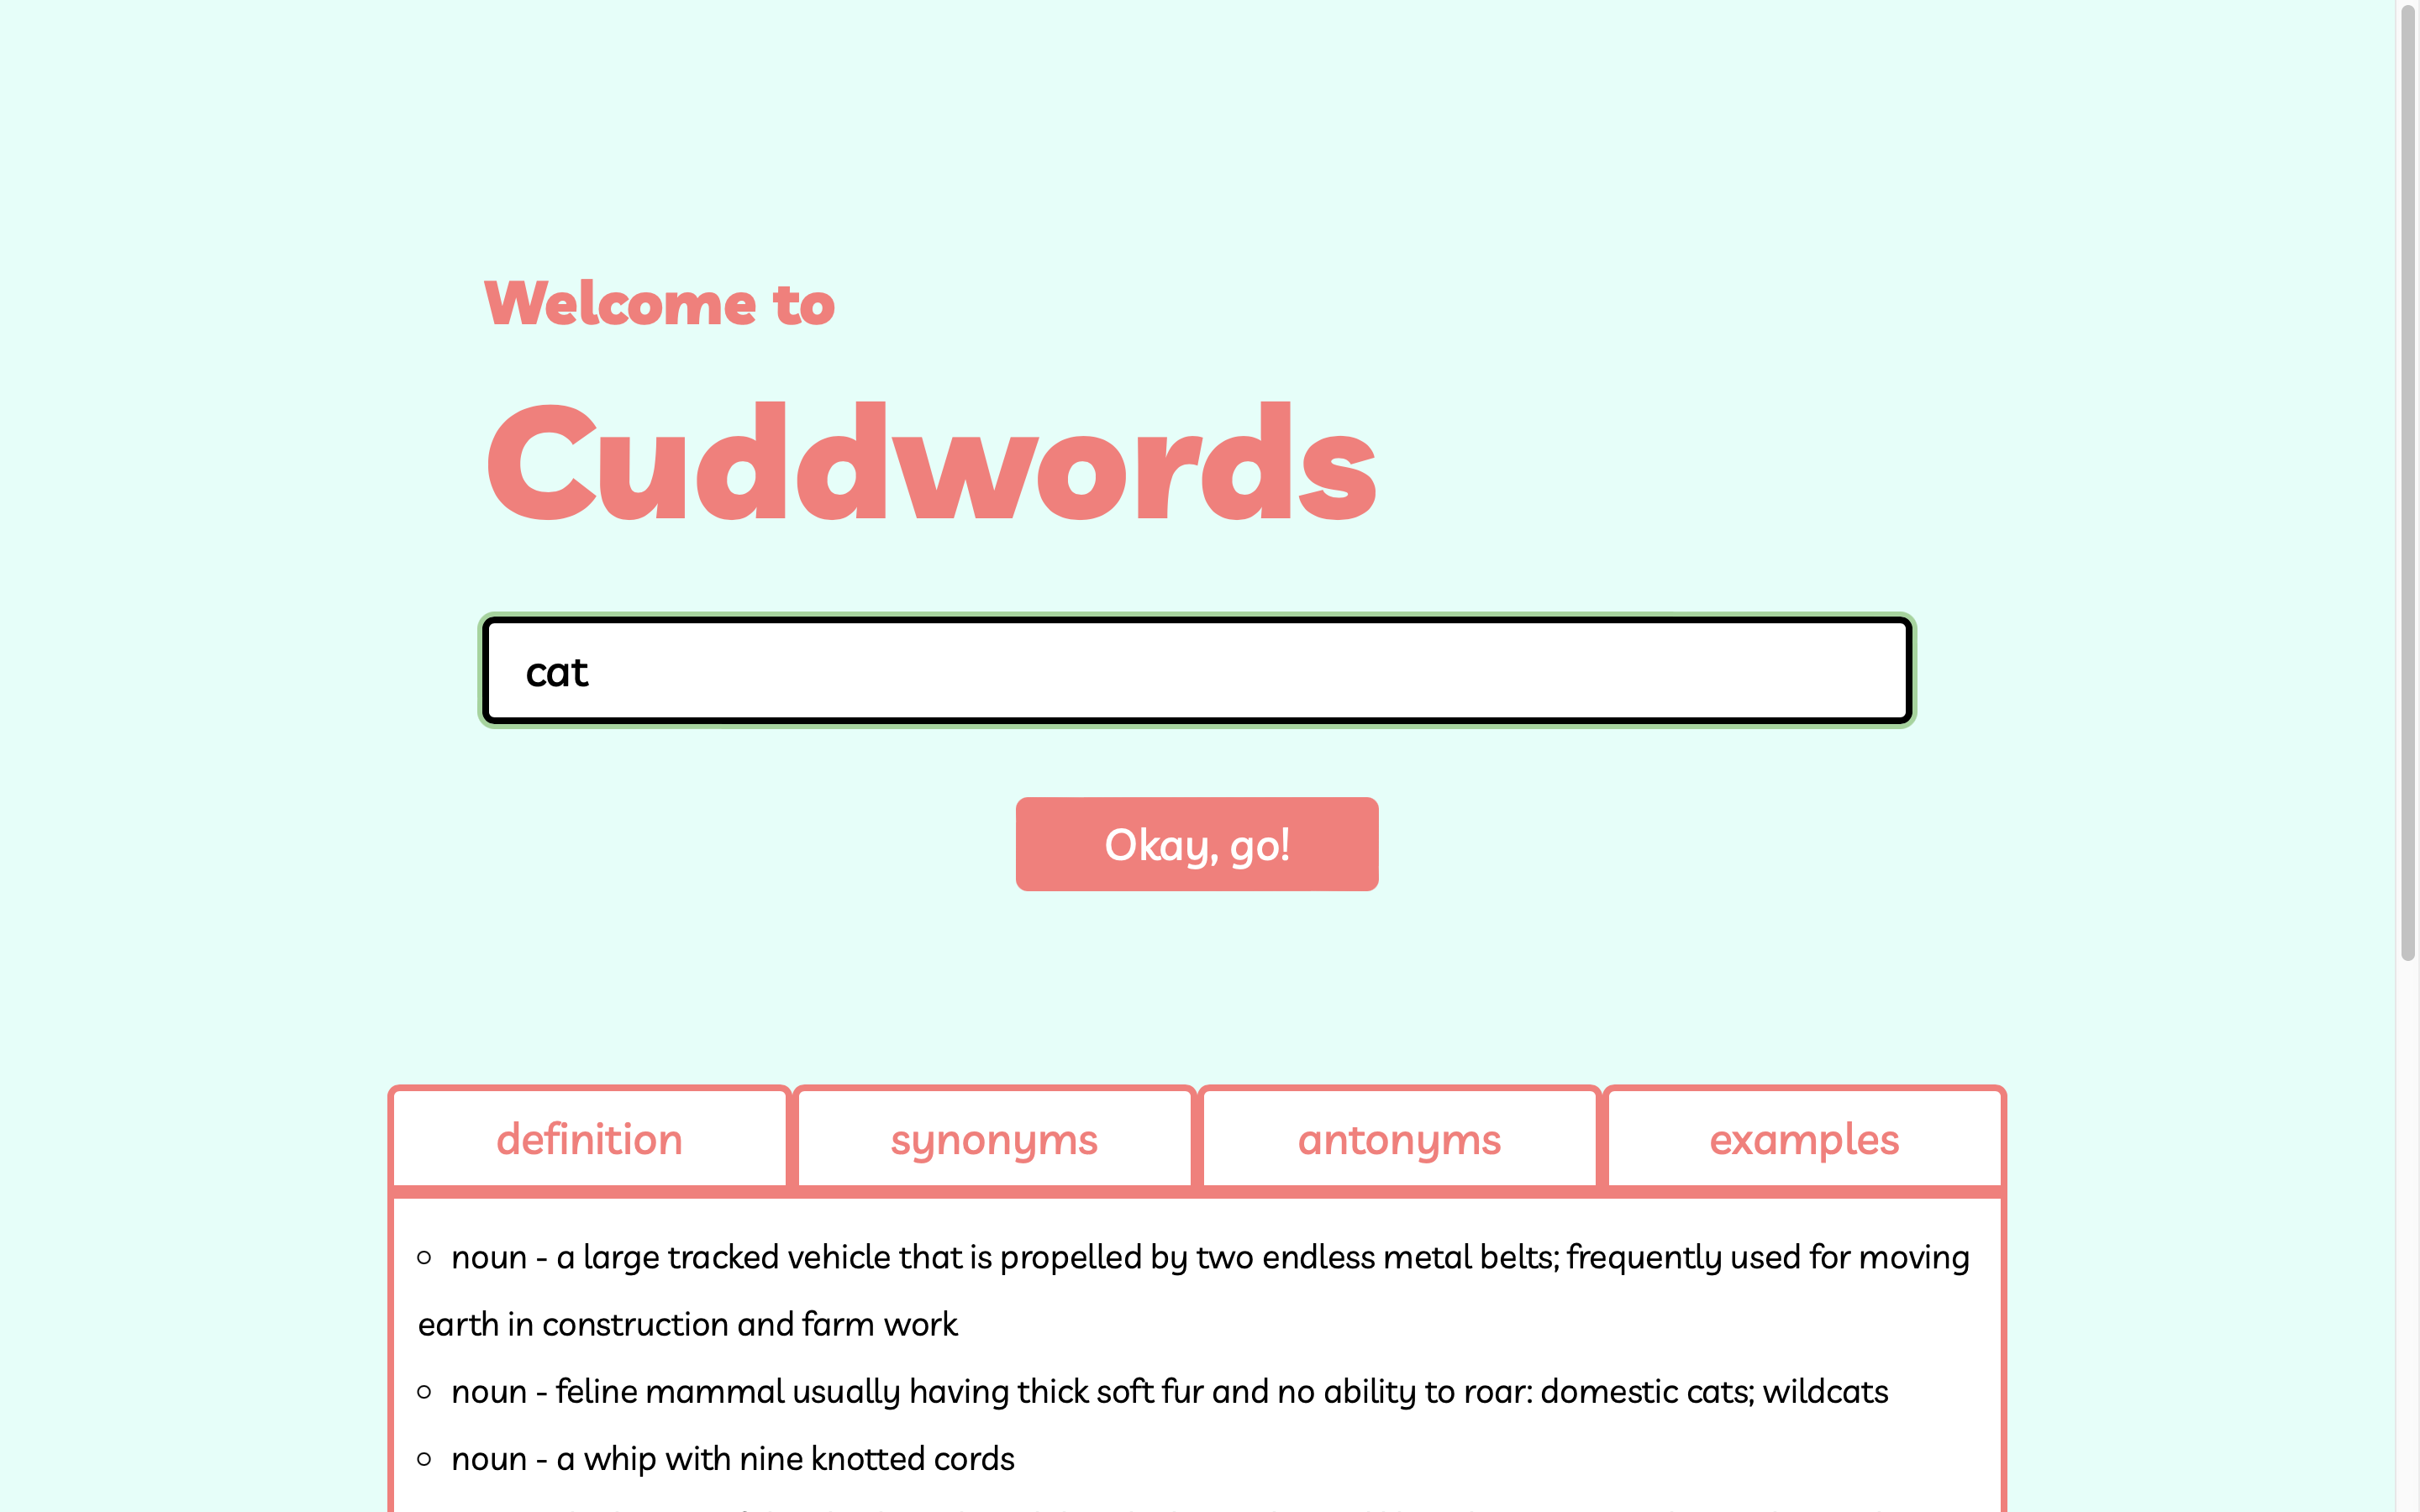 Welcome to
Cuddwords
cat
Okay, go!
definition
synonyms
antonyms
examples
noun - a large tracked vehicle that is propelled by two endless metal belts; frequently used for moving
earth in construction and farm work
noun - feline mammal usually having thick soft fur and no ability to roar: domestic cats; wildcats
noun - a whip with nine knotted cords